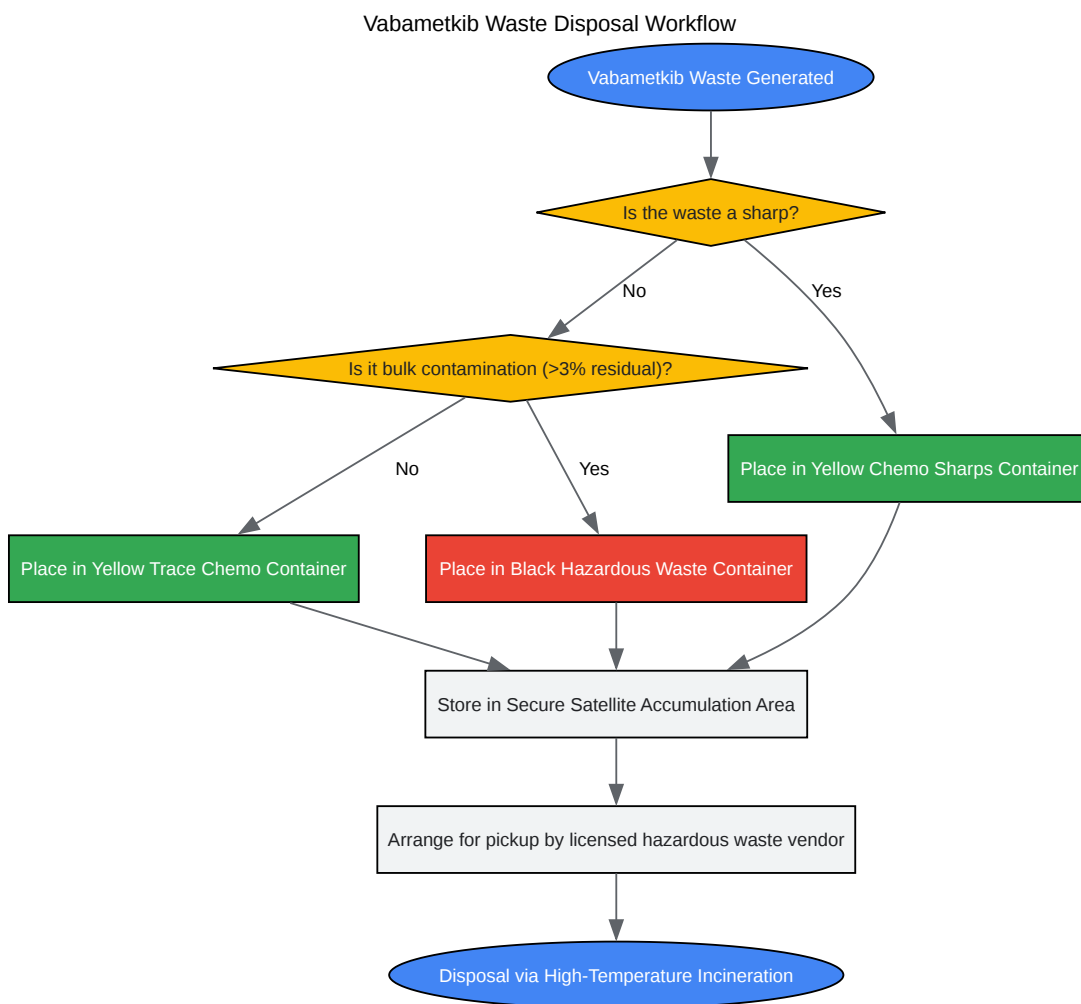 Vabametkib Waste Disposal Workflow
Vabametkib Waste Generated
Is the waste a sharp?
No
Yes
Is it bulk contamination (>3% residual)?
No
Yes
Place in Yellow Chemo Sharps Container
Place in Yellow Trace Chemo Container
Place in Black Hazardous Waste Container
Store in Secure Satellite Accumulation Area
Arrange for pickup by licensed hazardous waste vendor
Disposal via High-Temperature Incineration